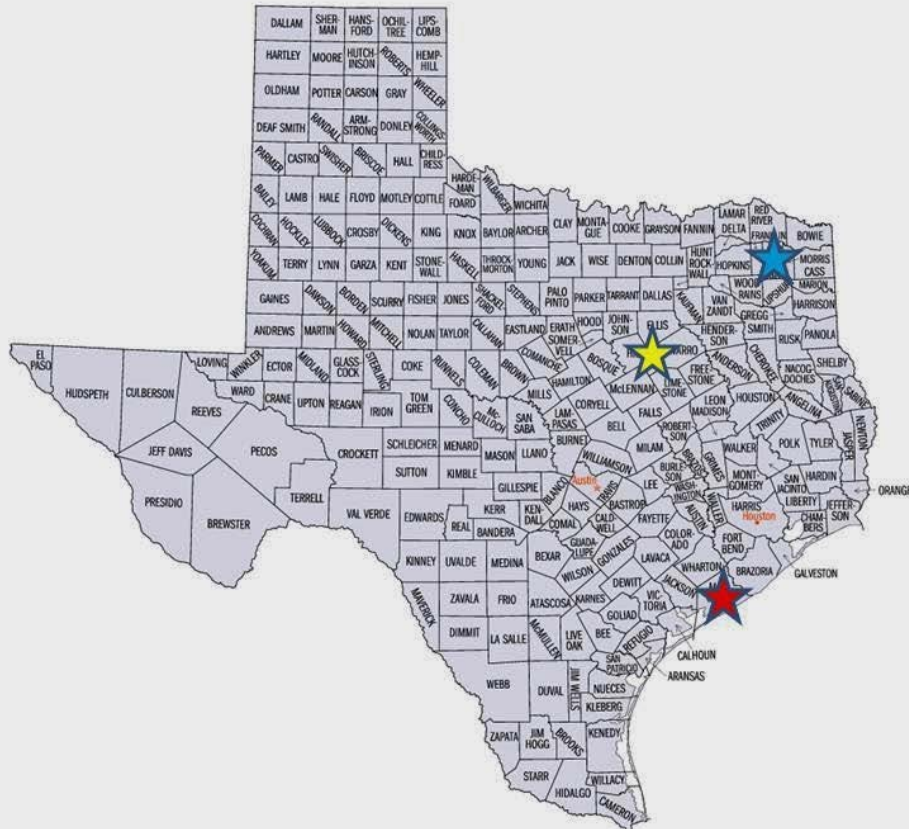 DALLAM
SHER-
MAN
HANS-
FORD
OCHIL-
TREE
LIPS-
COMB
HARTLEY
MOORE
HUTCH-
INSON
ROBERTS
HEMP-
HILL
OLDHAM
POTTER
CARSON
GRAY
WHEELER
DEAF SMITH
RANDALL
ARM-
STRONG
DONLEY
COLLINGS-
WORTH
PARMER
CASTRO
SWISHER
BRISCOE
HALL
CHILD-
RESS
BAILEY
LAMB
HALE
FLOYD
MOTLEY
COTTLE
HARDE-
MAN
FOARD
WILBARGER
WICHITA
COCHRAN
HOCKLEY
LUBBOCK
CROSBY
DICKENS
KING
KNOX
BAYLOR
ARCHER
CLAY
MONTA-
GUE
COOKE
GRAYSON
FANNIN
LAMAR
DELTA
RED
RIVER
FRANKLIN
BOWIE
YOAKUM
TERRY
LYNN
GARZA
KENT
STONE-
WALL
HASKELL
THROCK-
MORTON
YOUNG
JACK
WISE
DENTON
COLLIN
HUNT
ROCK
WALL
HOPKINS
MORRIS
CASS
GAINES
DAWSON
BORDEN
SCURRY
FISHER
JONES
SHACKEL-
FORD
STEPHENS
PALO
PINTO
PARKER
TARRANT
DALLAS
KAUFMAN
VAN
ZANDT
WOOD
RAINS
UPSHUR
MARION
HARRISON
GREGG
SMITH
ANDREWS
MARTIN
HOWARD
MITCHELL
NOLAN
TAYLOR
CALLAHAN
EASTLAND
ERATH
SOMER-
VELL
HOOD
JOHN-
SON
ELLIS
HENDER-
SON
RUSK
PANOLA
EL
PASO
HUDSPETH
CULBERSON
REEVES
LOVING
WINKLER
ECTOR
MIDLAND
GLASS-
COCK
STERLING
COKE
RUNNELS
COLEMAN
BROWN
COMANCHE
BOSQUE
FREE-
STONE
ANDERSON
CHEROKEE
NACOG
DOCHES
SHELBY
SABINE
WARD
CRANE
UPTON
REAGAN
IRION
TOM
GREEN
CONCHO
Mc-
CULLOCH
SAN
SABA
MILLS
HAMILTON
McLENNAN
LIME-
STONE
LEON
MADISON
HOUSTON
ANGELINA
JEFF DAVIS
PECOS
CROCKETT
SCHLEICHER
MENARD
MASON
LLANO
LAM-
PASAS
BURNET
CORYELL
BELL
FALLS
MILAM
ROBERT-
SON
BRAZOS
GRIMES
WALKER
TRINITY
POLK
TYLER
JASPER
NEWTON
PRESIDIO
BREWSTER
TERRELL
VAL VERDE
SUTTON
KIMBLE
GILLESPIE
BLANCO
WILLIAMSON
Austin
TRAVIS
LEE
BURLE-
SON
WASH-
INGTON
MONT-
GOMERY
SAN
JACINTO
HARDIN
LIBERTY
ORANGE
EDWARDS
REAL
KERR
BANDERA
KEN-
DALL
HAYS
COMAL
CALD-
WELL
BASTROP
FAYETTE
AUSTIN
WALLER
HARRIS
Houston
CHAM-
BERS
JEFFER-
SON
KINNEY
UVALDE
MEDINA
BEXAR
GUADA-
LUPE
GONZALES
COLOR-
ADO
FORT
BEND
GALVESTON
MAVERICK
ZAVALA
FRIO
ATASCOSA
WILSON
KARNES
DEWITT
LAVACA
JACKSON
WHARTON
BRAZORIA
DIMMIT
LA SALLE
McMULLEN
LIVE
OAK
BEE
GOLIAD
VIC-
TORIA
REFUGIO
CALHOUN
ARANSAS
WEBB
DUVAL
JIM WELLS
SAN
PATRICIO
NUECES
KLEBERG
ZAPATA
JIM
HOGG
BROOKS
KENEDY
STARR
HIDALGO
WILLACY
CAMERON